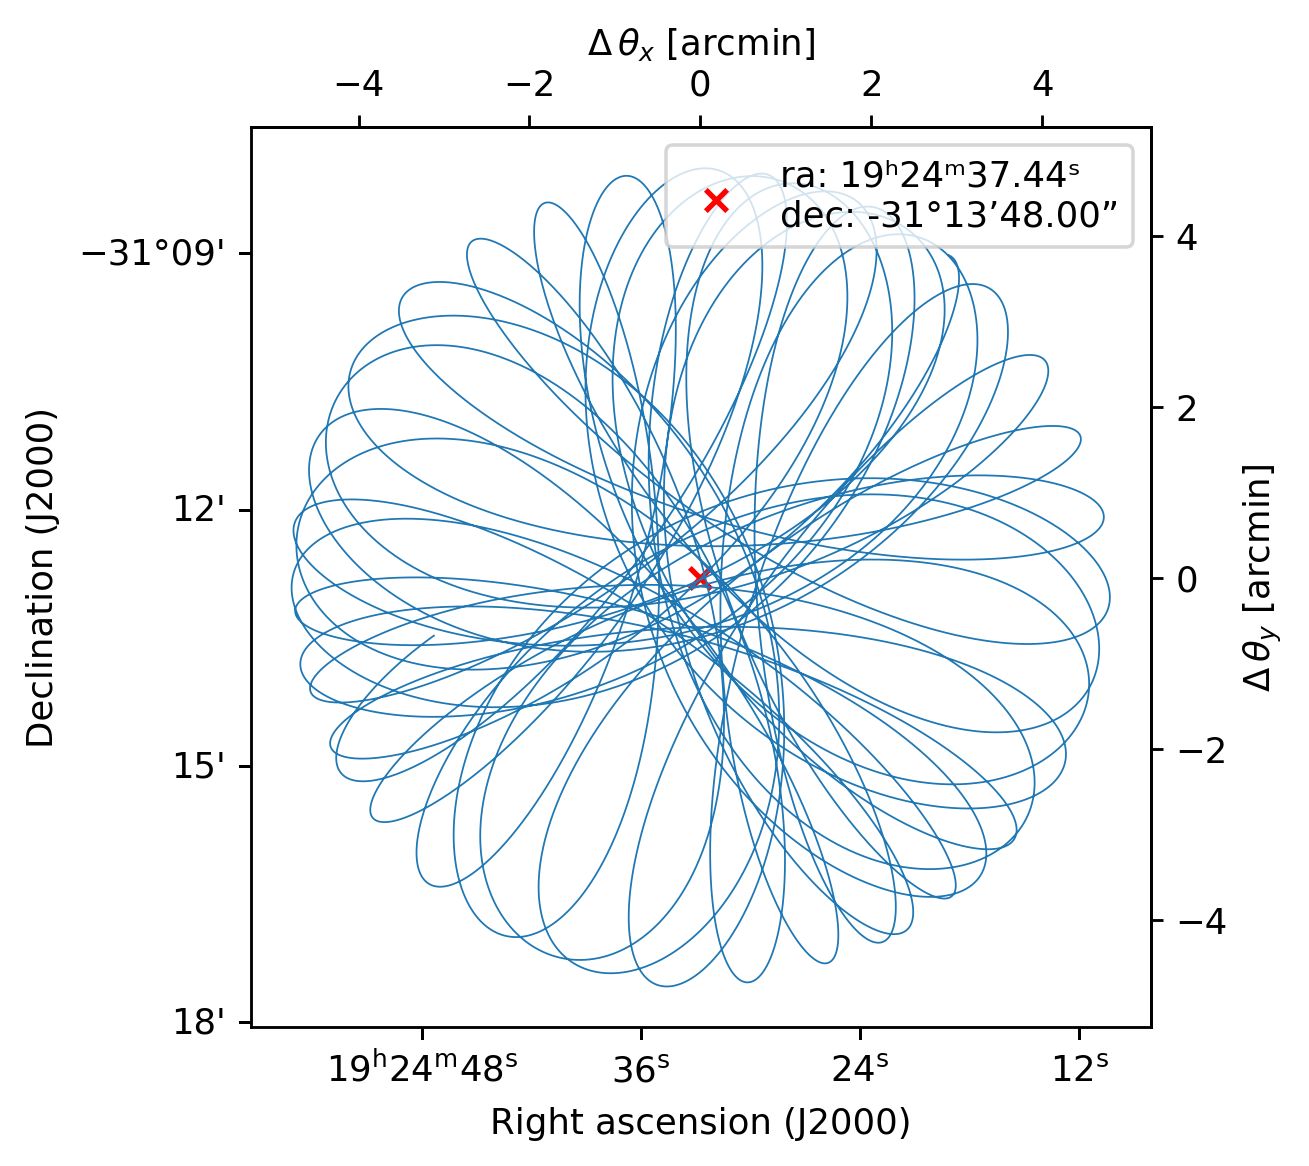 Δ θₓ [arcmin]
−4 −2 0 2 4
ra: 19ʰ24ᵐ37.44ˢ
dec: -31°13’48.00”
−31°09'
12'
15'
18'
Declination (J2000)
4
2
0
−2
−4
Δ θᵧ [arcmin]
19ʰ24ᵐ48ˢ 36ˢ 24ˢ 12ˢ
Right ascension (J2000)